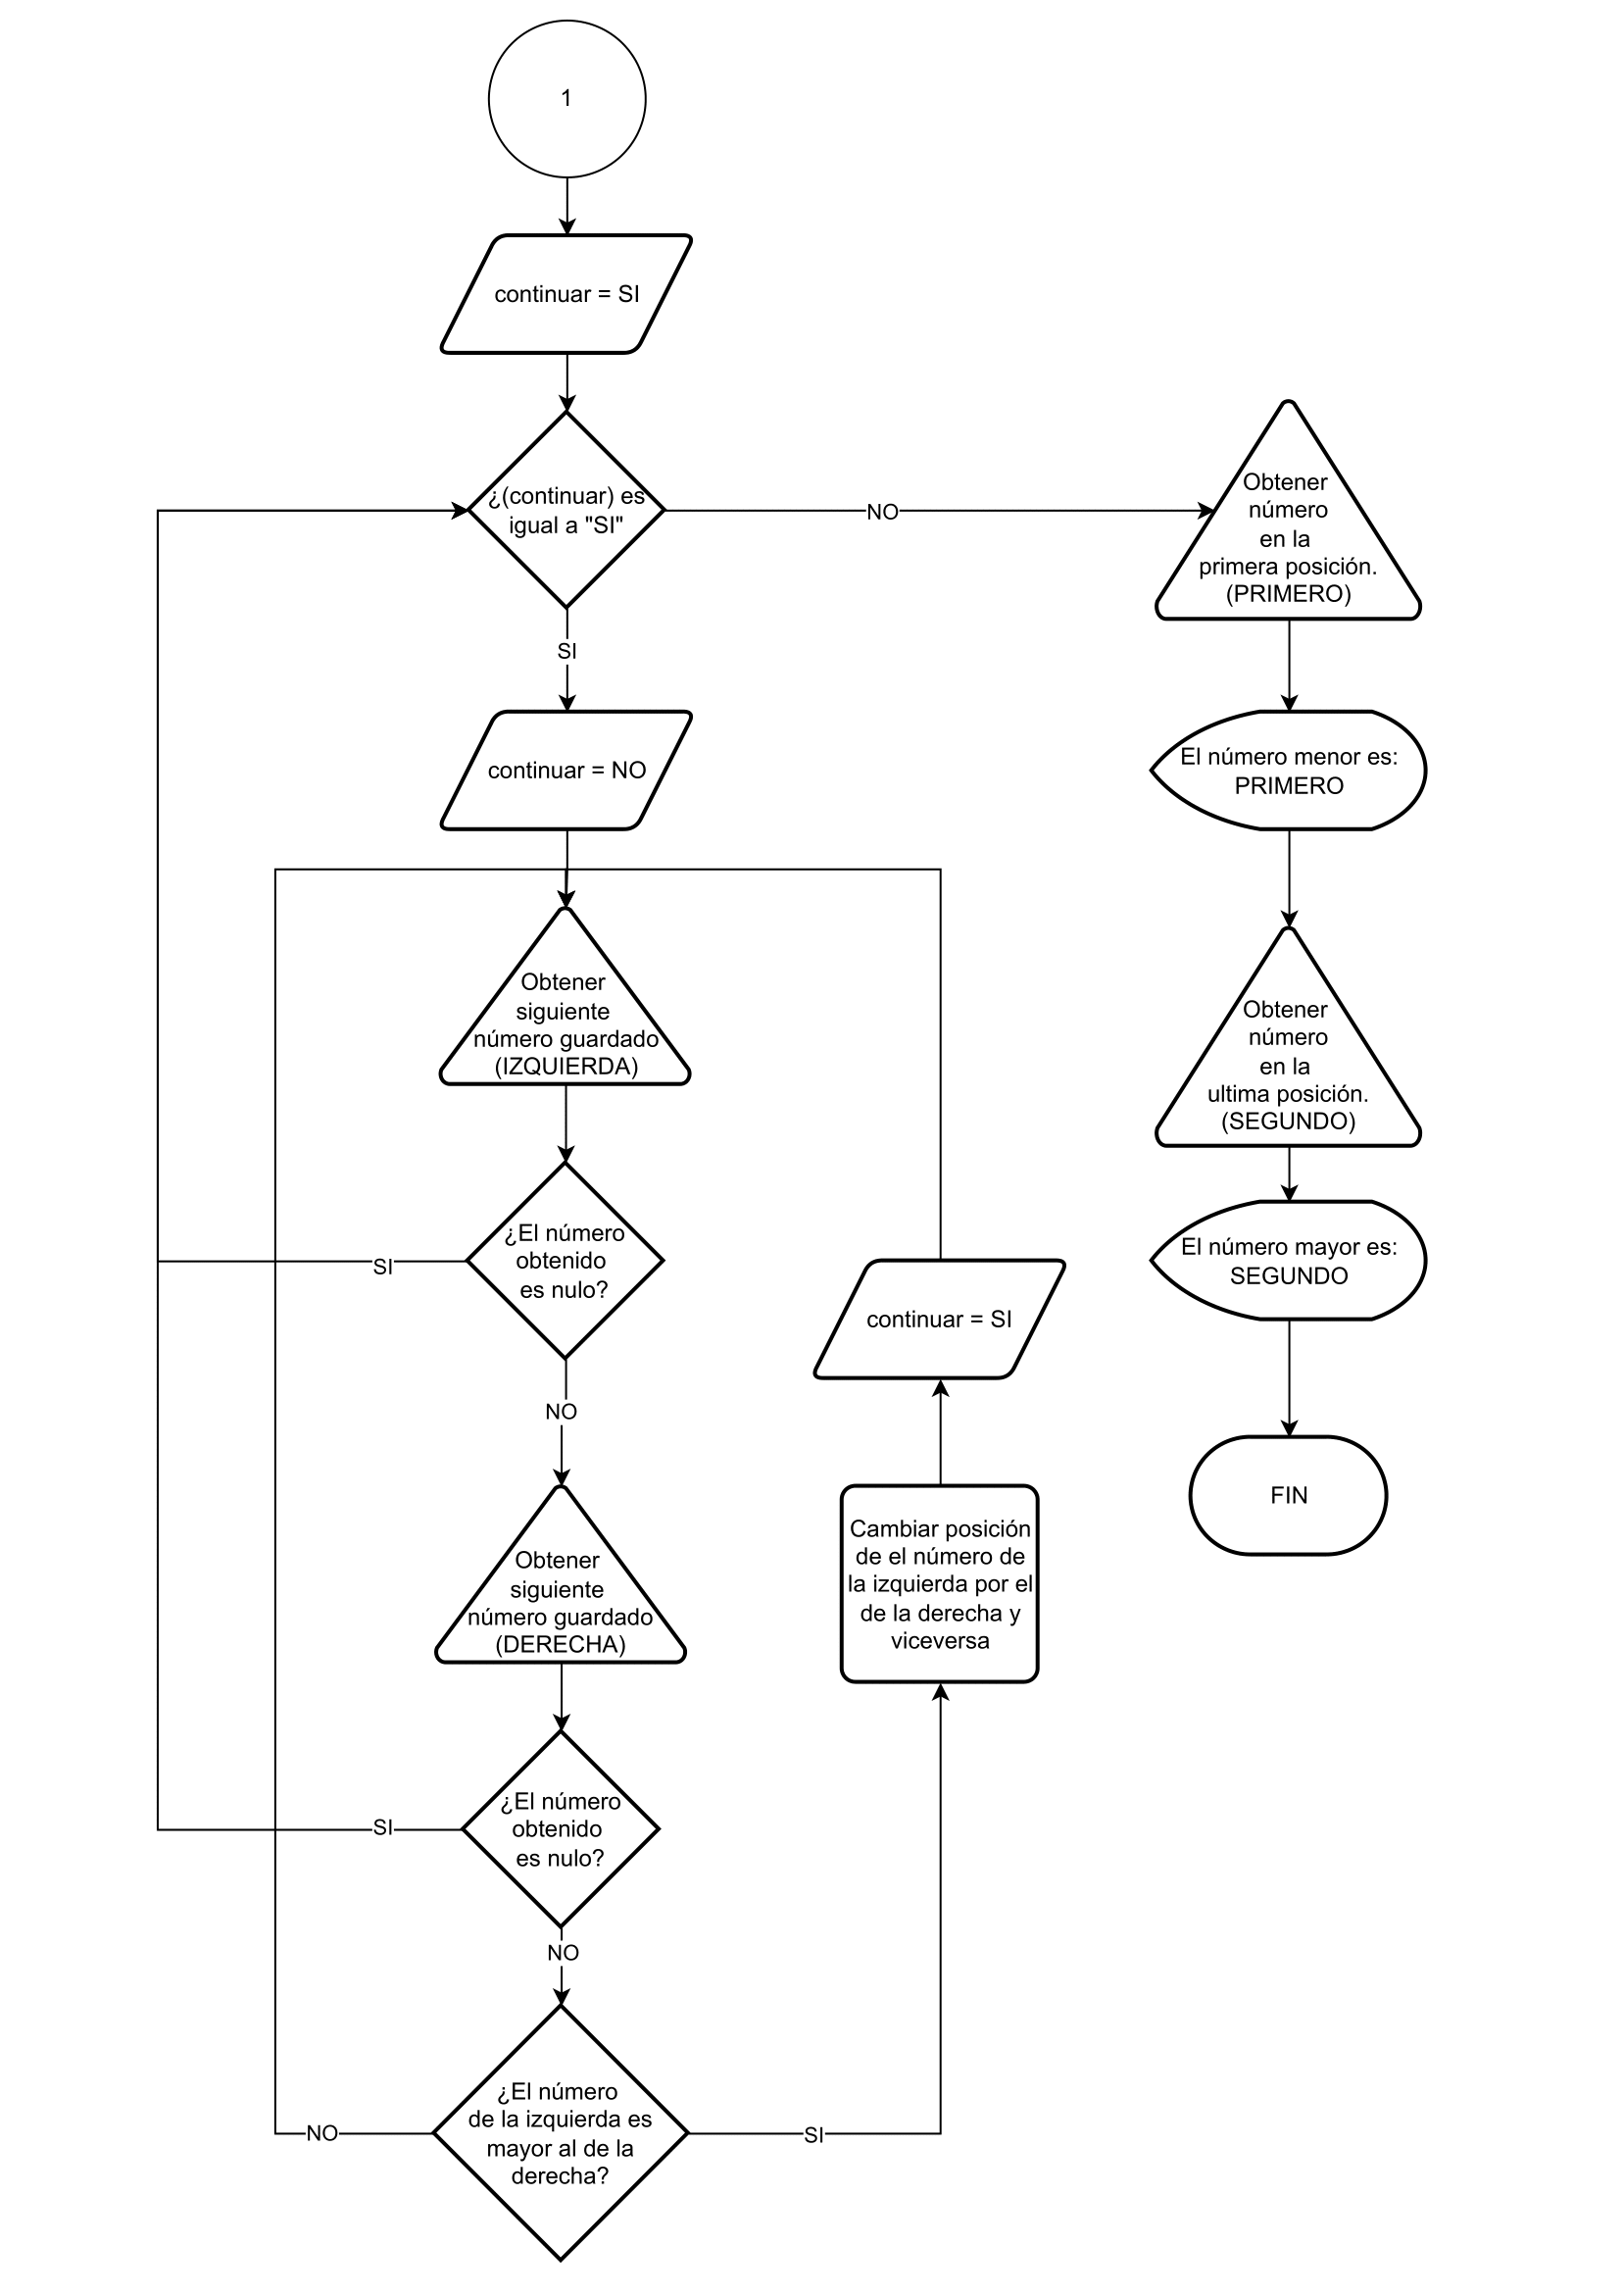 1
continuar = SI
¿(continuar) es
igual a "SI"
NO
SI
continuar = NO
Obtener
siguiente
número guardado
(IZQUIERDA)
¿El número
obtenido
es nulo?
SI
NO
Obtener
siguiente
número guardado
(DERECHA)
¿El número
obtenido
es nulo?
SI
NO
¿El número
de la izquierda es
mayor al de la
derecha?
NO
SI
Cambiar posición
de el número de
la izquierda por el
de la derecha y
viceversa
continuar = SI
Obtener
número
en la
primera posición.
(PRIMERO)
El número menor es:
PRIMERO
Obtener
número
en la
ultima posición.
(SEGUNDO)
El número mayor es:
SEGUNDO
FIN